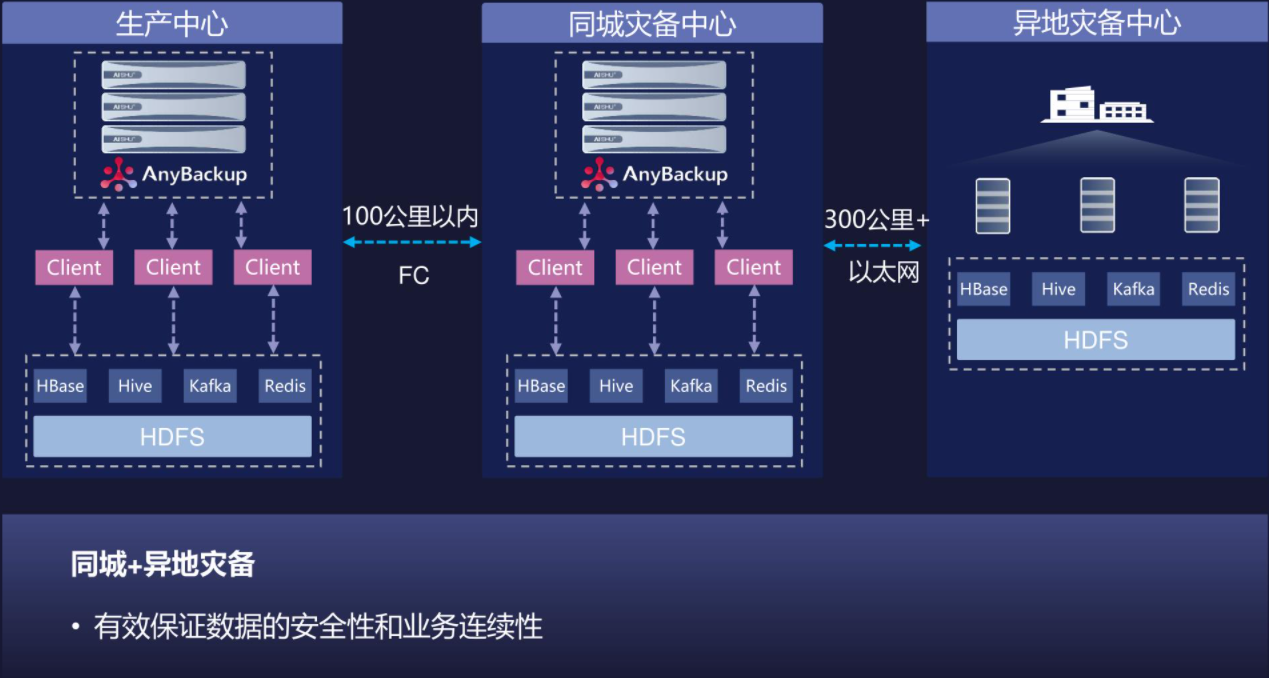 生产中心
AISHU
AISHU
AISHU
AnyBackup
Client Client Client
HBase Hive Kafka Redis
HDFS
100公里以内
FC
同城灾备中心
AISHU
AISHU
AISHU
AnyBackup
Client Client Client
HBase Hive Kafka Redis
HDFS
300公里+
以太网
异地灾备中心
HBase Hive Kafka Redis
HDFS
同城+异地灾备
• 有效保证数据的安全性和业务连续性